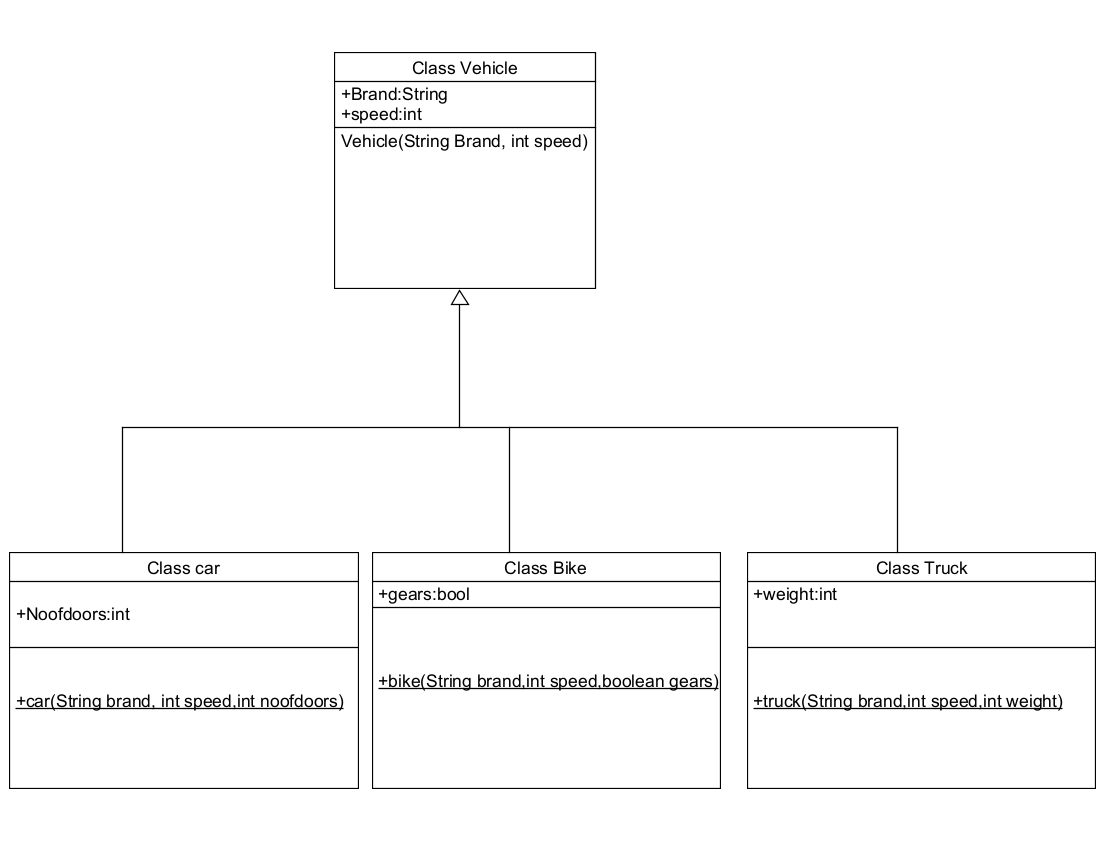 Class Vehicle
+Brand:String
+speed:int
Vehicle(String Brand, int speed)
Class car
+Noofdoors:int
+car(String brand, int speed,int noofdoors)
Class Bike
+gears:bool
+bike(String brand,int speed,boolean gears)
Class Truck
+weight:int
+truck(String brand,int speed,int weight)